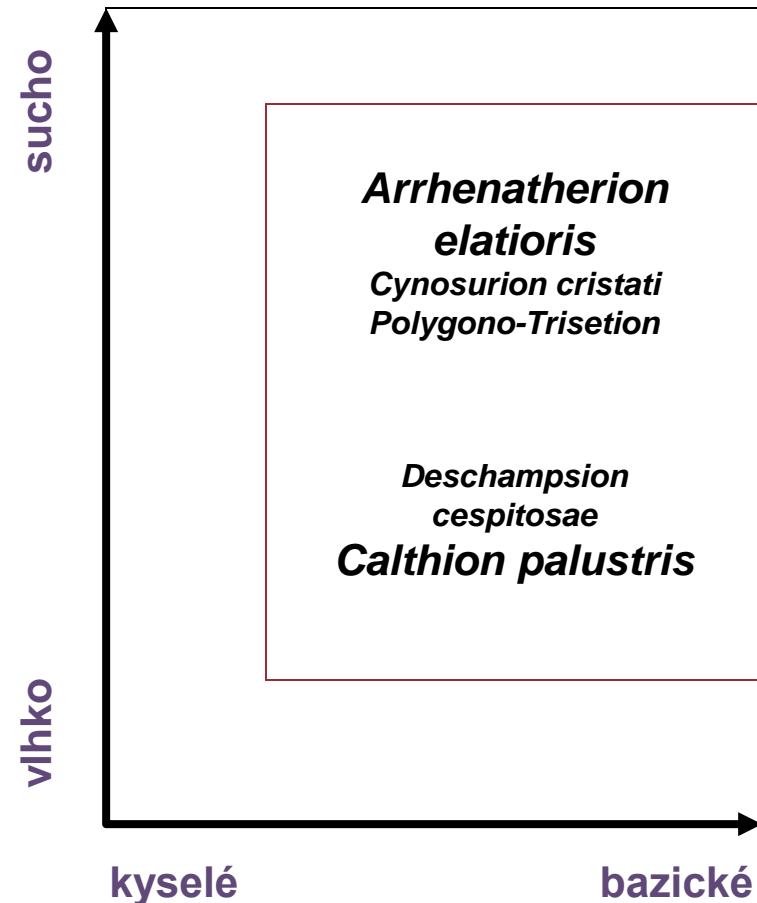 sucho
Arrhenatherion
elatioris
Cynosurion cristati
Polygono-Trisetion
Deschampsion
cespitosae
Calthion palustris
vlhko
kyselé
bazické